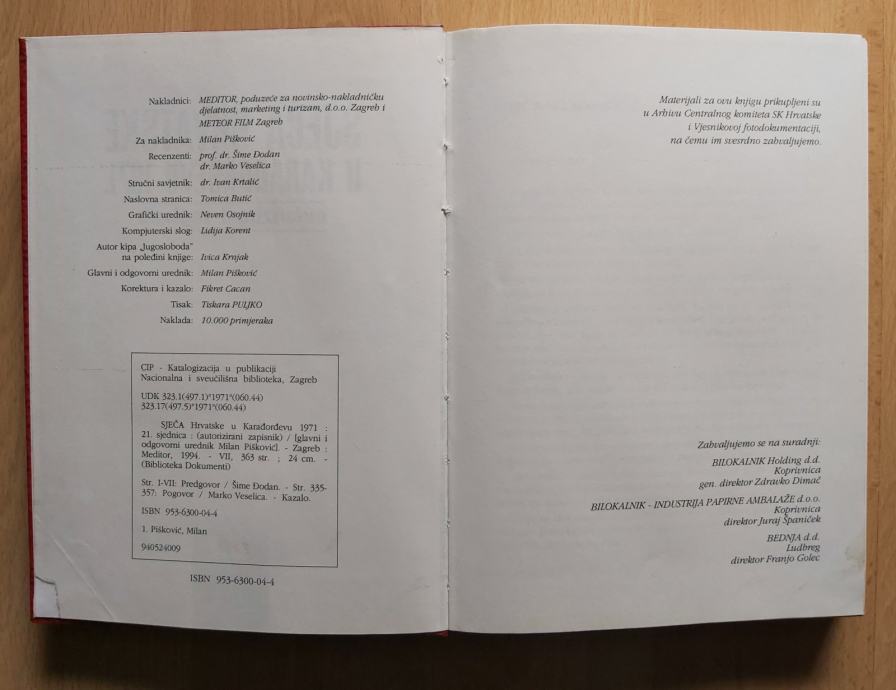 Nakladnici: MEDITOR, poduzeće za novinsko-nakladničku
djelatnost, marketing i turizam, d.o.o. Zagreb i
METEOR FILM Zagreb
Za nakladnika: Milan Pišković
Recenzenti: prof. dr. Šime Đodan
dr. Marko Veselica
Stručni savjetnik: dr. Ivan Krtalić
Naslovna stranica: Tomica Butić
Grafički urednik: Neven Osojnik
Kompjuterski slog: Lidija Korent
Autor kipa „Jugosloboda"
na poleđini knjige: Ivica Krnjak
Glavni i odgovorni urednik: Milan Pišković
Korektura i kazalo: Fikret Cacan
Tisak: Tiskara PULJKO
Naklada: 10.000 primjeraka
CIP - Katalogizacija u publikaciji
Nacionalna i sveučilišna biblioteka, Zagreb
UDK 323.1(497.1)"1971"(060.44)
323.17(497.5)"1971"(060.44)
SJEČA Hrvatske u Karađorđevu 1971 :
21. sjednica : (autorizirani zapisnik) / [glavni i
odgovorni urednik Milan Pišković]. - Zagreb :
Meditor, 1994. - VII, 363 str. ; 24 cm. -
(Biblioteka Dokumenti)
Str. I-VII: Predgovor / Šime Đodan. - Str. 335-
357: Pogovor / Marko Veselica. - Kazalo.
ISBN 953-6300-04-4
1. Pišković, Milan
940524009
ISBN 953-6300-04-4
Materijali za ovu knjigu prikupljeni su
u Arhivu Centralnog komiteta SK Hrvatske
i Vjesnikovoj fotodokumentaciji,
na čemu im svesrdno zahvaljujemo.
Zahvaljujemo se na suradnji:
BILOKALNIK Holding d.d.
Koprivnica
gen. direktor Zdravko Dimač
BILOKALNIK - INDUSTRIJA PAPIRNE AMBALAŽE d.o.o.
Koprivnica
direktor Juraj Španiček
BEDNJA d.d.
Ludbreg
direktor Franjo Golec